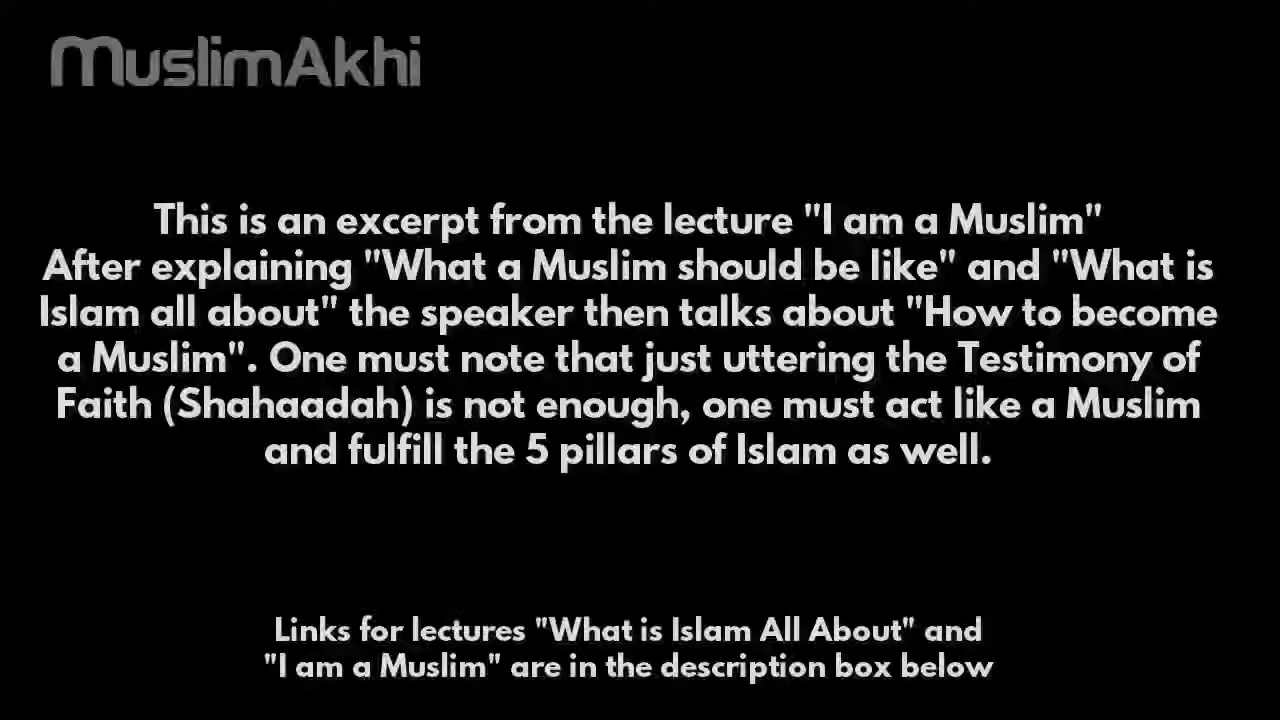 MuslimAkhi
This is an excerpt from the lecture "I am a Muslim"
After explaining "What a Muslim should be like" and "What is
Islam all about" the speaker then talks about "How to become
a Muslim". One must note that just uttering the Testimony of
Faith (Shahaadah) is not enough, one must act like a Muslim
and fulfill the 5 pillars of Islam as well.
Links for lectures "What is Islam All About" and
"I am a Muslim" are in the description box below